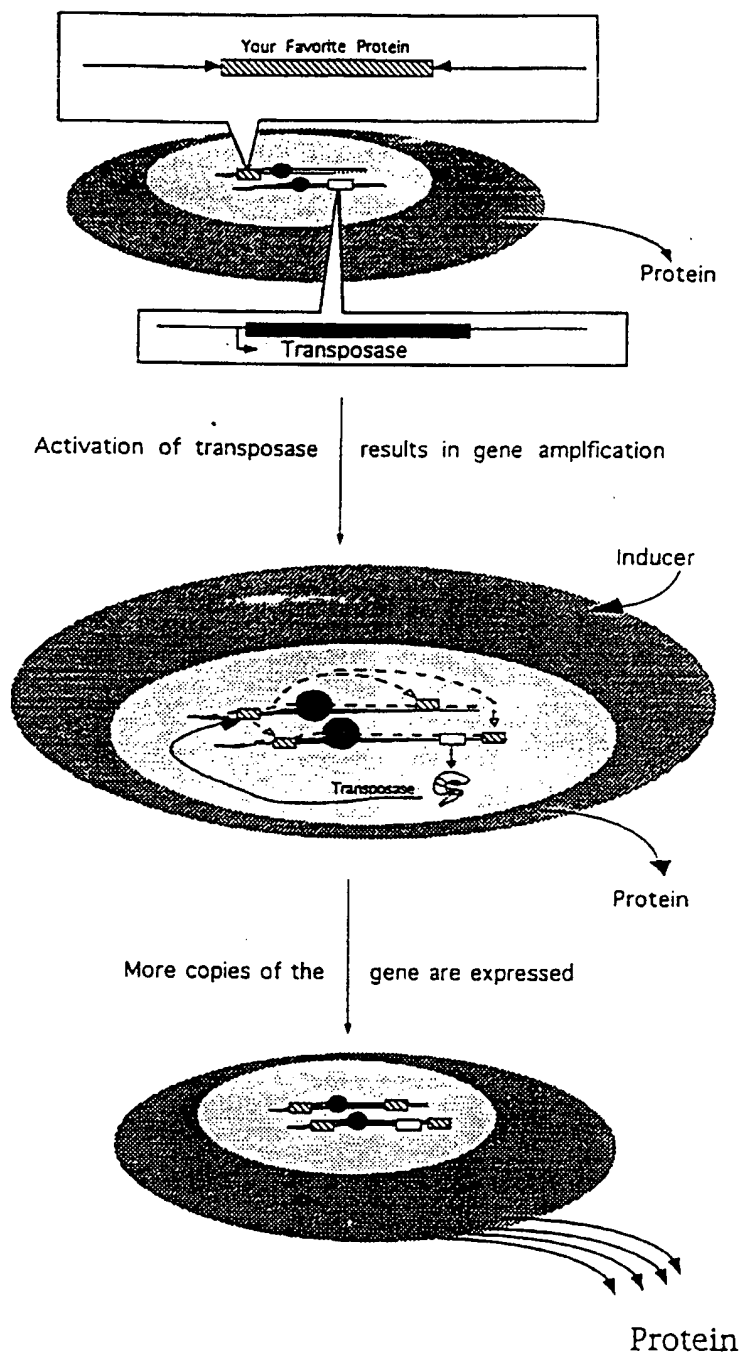 Your Favorite Protein
Protein
Transposase
Activation of transposase results in gene amplfication
Inducer
Transposase
Protein
More copies of the gene are expressed
Protein